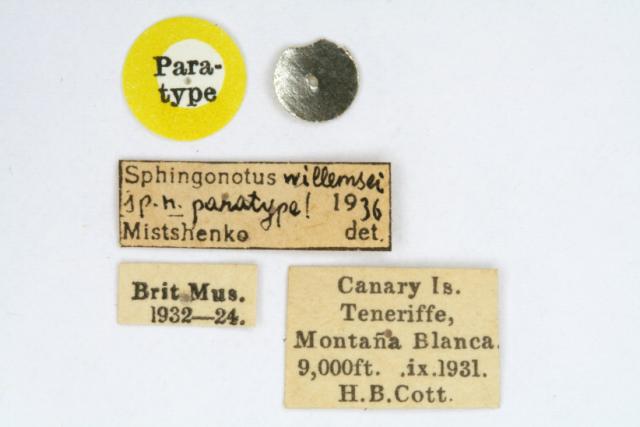 Para-
type
Sphingonotus willemsei
sp. n. paratype! 1936
Mistshenko det.
Brit Mus.
1932—24.
Canary Is.
Teneriffe,
Montaña Blanca.
9,000ft. .ix.1931.
H.B.Cott.